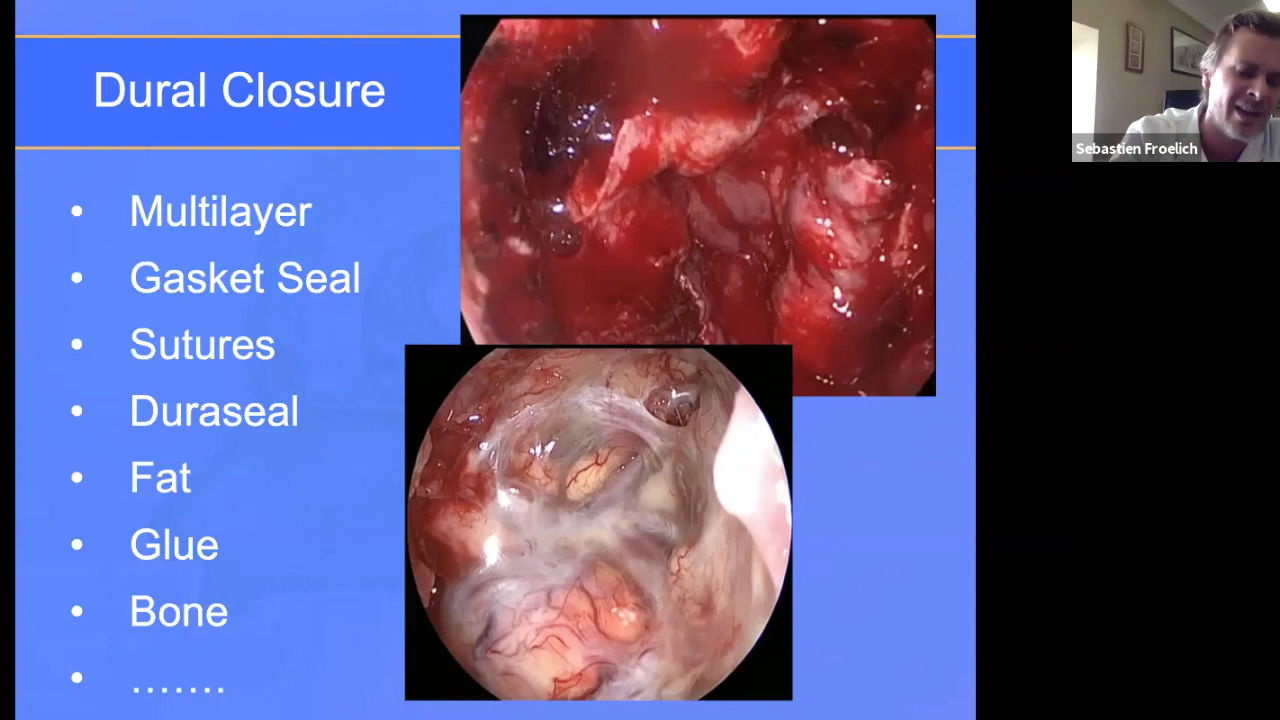 Dural Closure
• Multilayer
• Gasket Seal
• Sutures
• Duraseal
• Fat
• Glue
• Bone
• .......
Sebastien Froelich